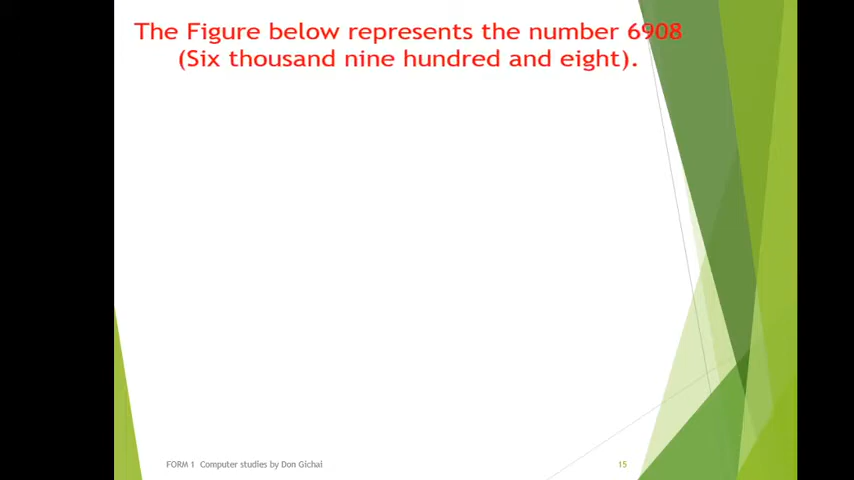 The Figure below represents the number 6908
(Six thousand nine hundred and eight).
FORM 1 Computer studies by Don Gichai
15